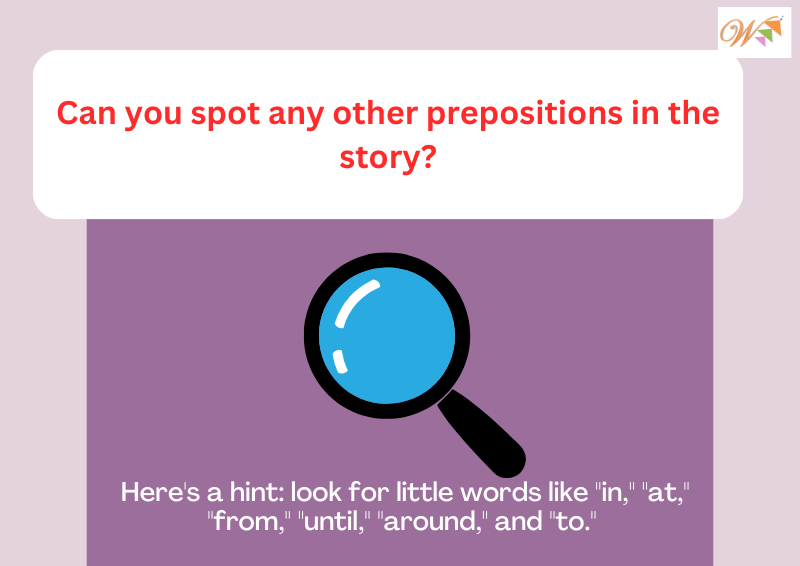 W
Can you spot any other prepositions in the
story?
Here's a hint: look for little words like "in," "at,"
"from," "until," "around," and "to."